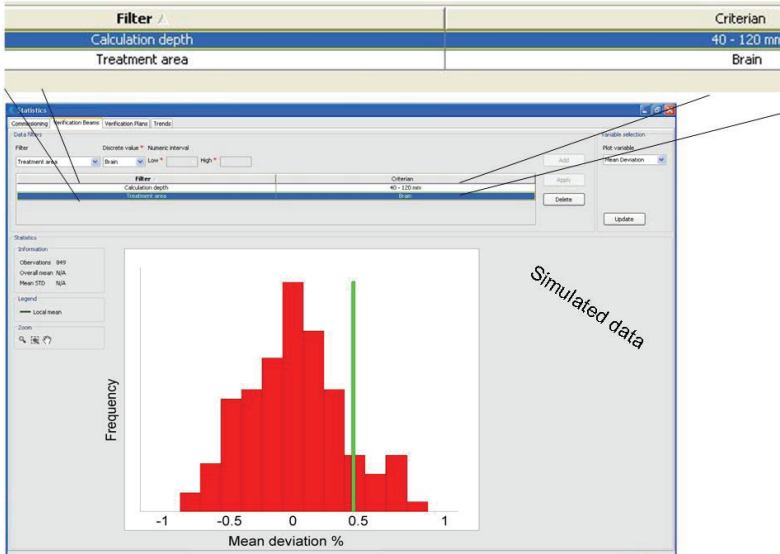 Filter Criterian
Calculation depth 40 - 120 mm
Treatment area Brain
Statistics
Commissioning Verification Beams Verification Plans Trends
Data filters Variable selection
Filter Discrete value * Numeric interval Plot variable
Treatment area Brain Low * High * Add Mean Deviation
Filter Criterian Apply
Calculation depth 40 - 120 mm
Treatment area Brain Delete
Update
Statistics
Information
Obervations 849
Overall mean N/A
Mean STD N/A
Legend
Local mean
Zoom
Simulated data
Frequency
-1 -0.5 0 0.5 1
Mean deviation %